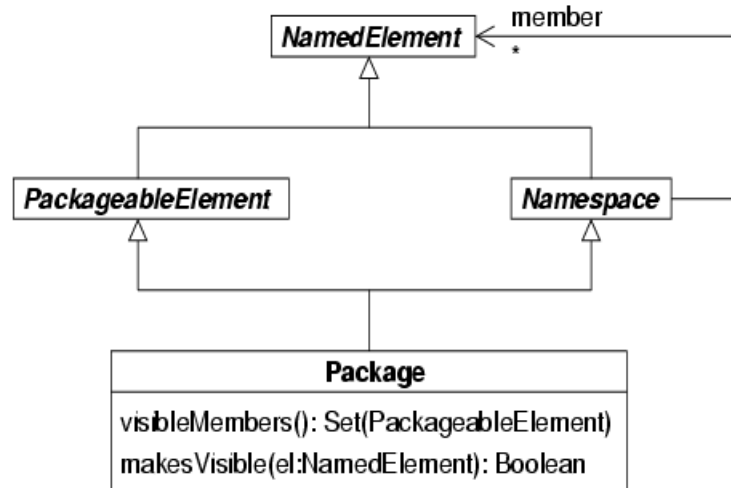 member
NamedElement
*
PackageableElement
Namespace
Package
visibleMembers(): Set(PackageableElement)
makesVisible(el:NamedElement): Boolean